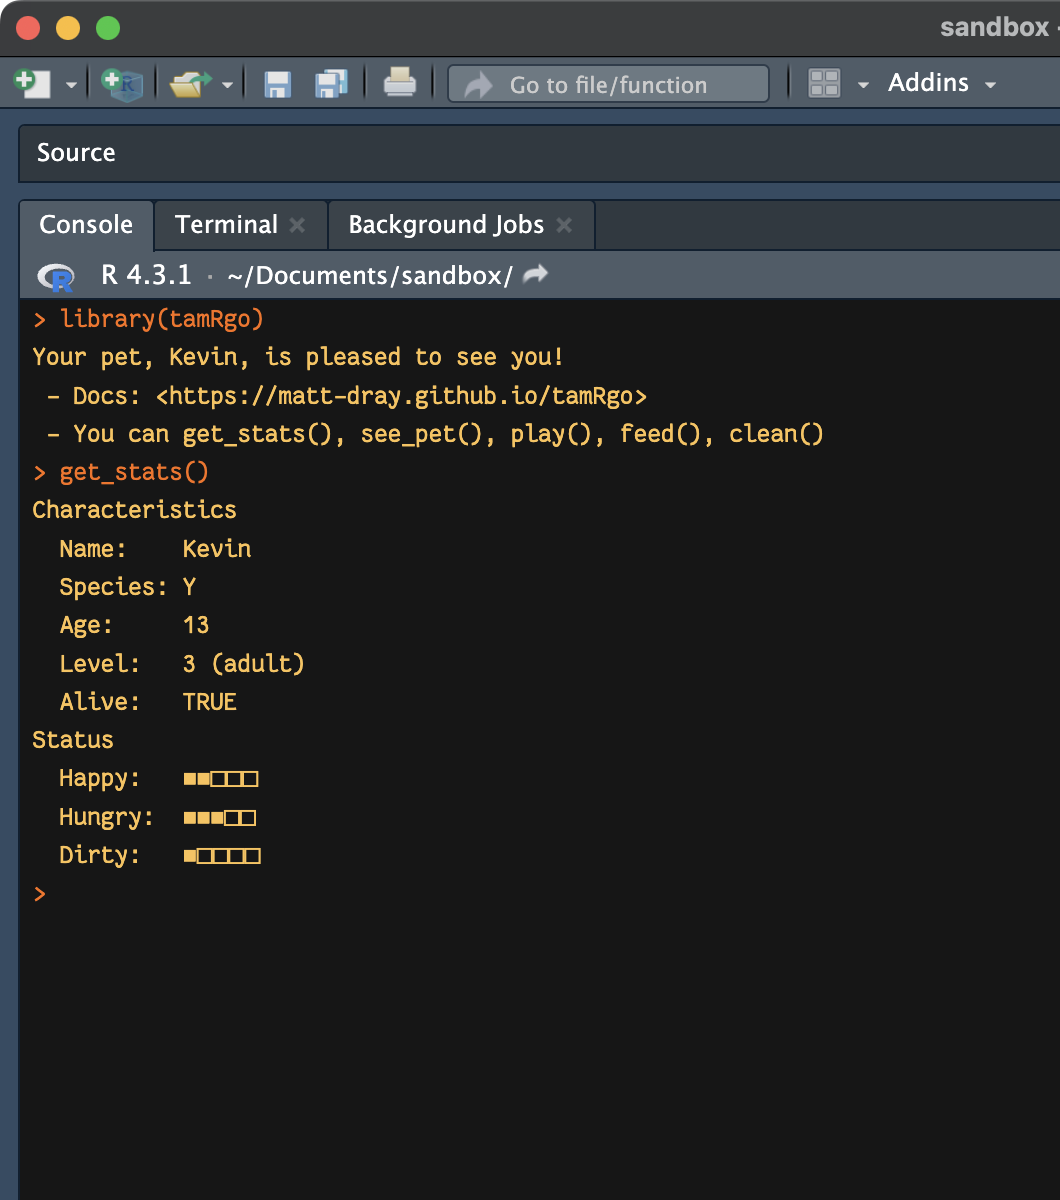 sandbox -
Go to file/function
Addins
Source
Console Terminal Background Jobs
R 4.3.1 · ~/Documents/sandbox/
> library(tamRgo)
Your pet, Kevin, is pleased to see you!
 - Docs: <https://matt-dray.github.io/tamRgo>
 - You can get_stats(), see_pet(), play(), feed(), clean()
> get_stats()
Characteristics
  Name:    Kevin
  Species: Y
  Age:     13
  Level:   3 (adult)
  Alive:   TRUE
Status
  Happy:   ■■□□□
  Hungry:  ■■■□□
  Dirty:   ■□□□□
>